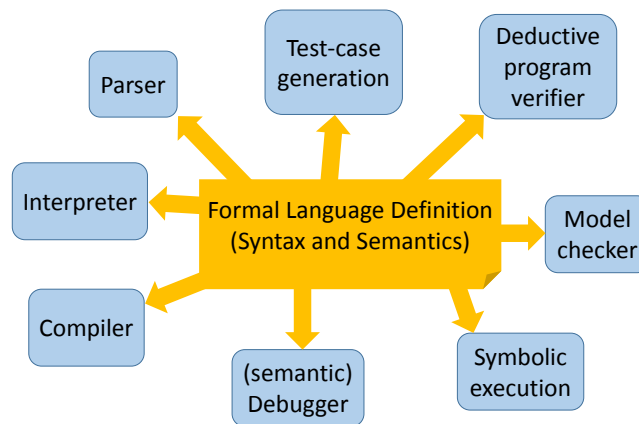 Test-case
generation
Deductive
program
verifier
Parser
Interpreter
Formal Language Definition
(Syntax and Semantics)
Model
checker
Compiler
(semantic)
Debugger
Symbolic
execution